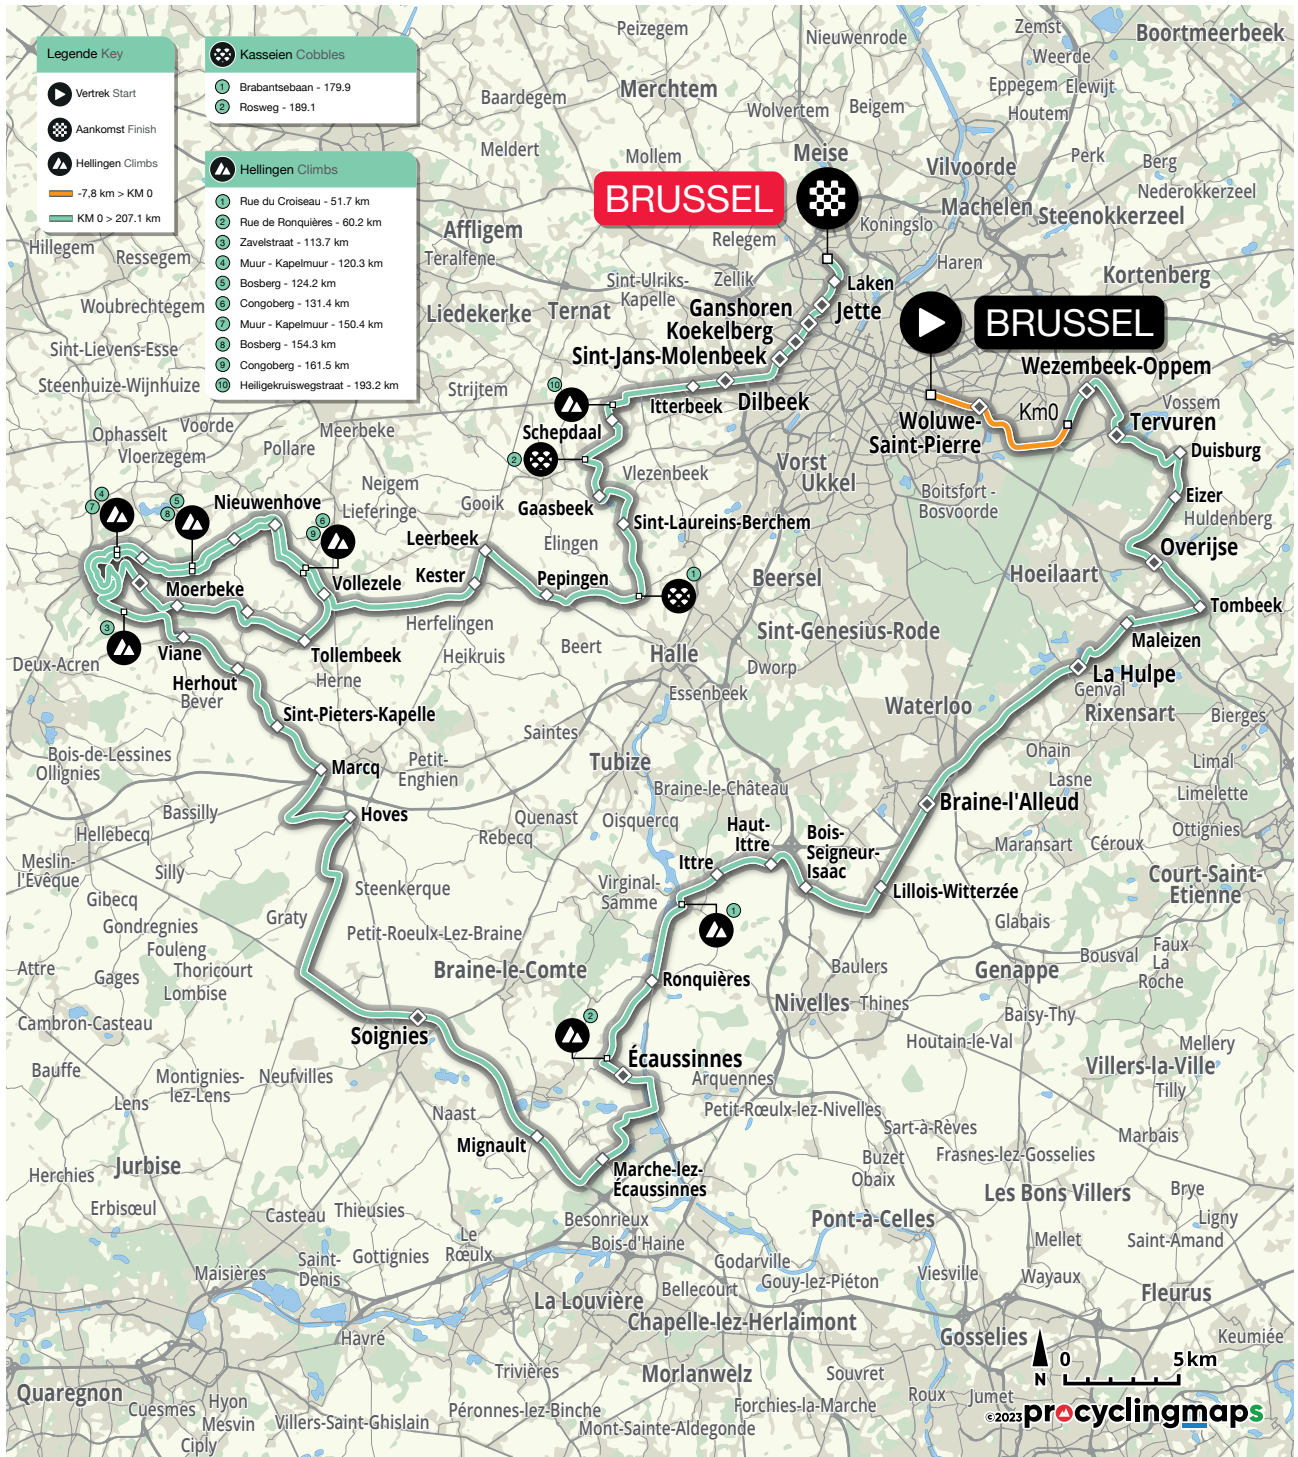 Legende Key
Vertrek Start
Aankomst Finish
Hellingen Climbs
-7,8 km > KM 0
KM 0 > 207.1 km
Kasseien Cobbles
1 Brabantsebaan - 179.9
2 Rosweg - 189.1
Hellingen Climbs
1 Rue du Croiseau - 51.7 km
2 Rue de Ronquières - 60.2 km
3 Zavelstraat - 113.7 km
4 Muur - Kapelmuur - 120.3 km
5 Bosberg - 124.2 km
6 Congoberg - 131.4 km
7 Muur - Kapelmuur - 150.4 km
8 Bosberg - 154.3 km
9 Congoberg - 161.5 km
10 Heiligekruiswegstraat - 193.2 km
Peizegem
Nieuwenrode
Zemst
Boortmeerbeek
Weerde
Merchtem
Eppegem
Elewijt
Baardegem
Wolvertem
Beigem
Houtem
Meldert
Mollem
Meise
Vilvoorde
Perk
Berg
Nederokkerzeel
BRUSSEL
Machelen
Steenokkerzeel
Koningslo
Affligem
Relegem
Hillegem
Ressegem
Teralfene
Haren
Kortenberg
Sint-Ulriks-
Kapelle
Zellik
Laken
Woubrechtegem
Liedekerke
Ternat
Ganshoren
Jette
BRUSSEL
Koekelberg
Sint-Lievens-Esse
Sint-Jans-Molenbeek
Wezembeek-Oppem
Steenhuize-Wijnhuize
Strijtem
10
Itterbeek
Dilbeek
Km0
Vossem
Woluwe-
Saint-Pierre
Tervuren
Ophasselt
Voorde
Meerbeke
Schepdaal
Vloerzegem
Pollare
2
Vorst
Ukkel
Duisburg
Vlezenbeek
Neigem
Boitsfort -
Bosvoorde
Eizer
4
7
5
8
Nieuwenhove
Lieferinge
Gooik
Gaasbeek
Huldenberg
6
9
Sint-Laureins-Berchem
Leerbeek
Elingen
Overijse
Moerbeke
Vollezele
Kester
Pepingen
1
Beersel
Hoeilaart
Tombeek
3
Herfelingen
Sint-Genesius-Rode
Maleizen
Viane
Tollembeek
Heikruis
Beert
Halle
Dworp
La Hulpe
Deux-Acren
Herhout
Herne
Essenbeek
Genval
Bever
Waterloo
Rixensart
Bierges
Sint-Pieters-Kapelle
Saintes
Bois-de-Lessines
Ollignies
Marcq
Petit-
Enghien
Tubize
Ohain
Limal
Lasne
Braine-le-Château
Limelette
Bassilly
Hoves
Quenast
Oisquercq
Braine-l'Alleud
Hellebecq
Rebecq
Haut-
Ittre
Bois-
Seigneur-
Isaac
Ottignies
Maransart
Céroux
Meslin-
l'Évêque
Silly
Ittre
Steenkerque
Virginal-
Samme
Lillois-Witterzée
Court-Saint-
Etienne
Gibecq
Graty
1
Glabais
Gondregnies
Petit-Roeulx-Lez-Braine
Fouleng
Faux
La
Roche
Attre
Gages
Thoricourt
Braine-le-Comte
Ronquières
Baulers
Genappe
Bousval
Lombise
Nivelles
Thines
Cambron-Casteau
Soignies
2
Baisy-Thy
Houtain-le-Val
Mellery
Écaussinnes
Villers-la-Ville
Bauffe
Montignies-
lez-Lens
Neufvilles
Arquennes
Tilly
Lens
Naast
Petit-Rœulx-lez-Nivelles
Sart-à-Rèves
Marbais
Mignault
Jurbise
Buzet
Frasnes-lez-Gosselies
Herchies
Marche-lez-
Écaussinnes
Obaix
Les Bons Villers
Brye
Erbisœul
Casteau
Thieusies
Besonrieux
Pont-à-Celles
Ligny
Le
Rœulx
Bois-d'Haine
Mellet
Saint-Amand
Saint-
Denis
Gottignies
Godarville
Maisières
Bellecourt
Gouy-lez-Piéton
Viesville
Wayaux
La Louvière
Fleurus
Chapelle-lez-Herlaimont
Havré
Gosselies
Keumiée
Trivières
Morlanwelz
Souvret
N
0
5 km
Quaregnon
Hyon
Roux
Jumet
Cuesmes
Mesvin
Villers-Saint-Ghislain
Péronnes-lez-Binche
Forchies-la-Marche
©2023 procyclingmaps
Mont-Sainte-Aldegonde
Ciply